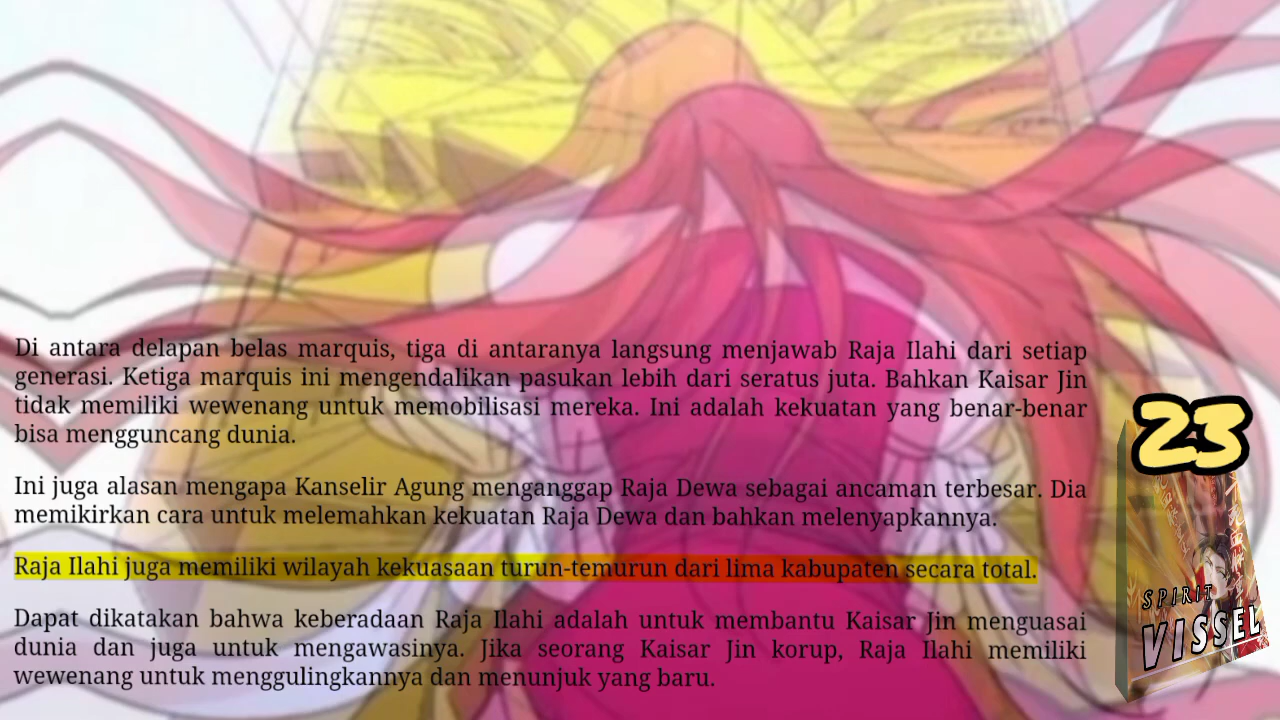 Di antara delapan belas marquis, tiga di antaranya langsung menjawab Raja Ilahi dari setiap
generasi. Ketiga marquis ini mengendalikan pasukan lebih dari seratus juta. Bahkan Kaisar Jin
tidak memiliki wewenang untuk memobilisasi mereka. Ini adalah kekuatan yang benar-benar
bisa mengguncang dunia.
Ini juga alasan mengapa Kanselir Agung menganggap Raja Dewa sebagai ancaman terbesar. Dia
memikirkan cara untuk melemahkan kekuatan Raja Dewa dan bahkan melenyapkannya.
Raja Ilahi juga memiliki wilayah kekuasaan turun-temurun dari lima kabupaten secara total.
Dapat dikatakan bahwa keberadaan Raja Ilahi adalah untuk membantu Kaisar Jin menguasai
dunia dan juga untuk mengawasinya. Jika seorang Kaisar Jin korup, Raja Ilahi memiliki
wewenang untuk menggulingkannya dan menunjuk yang baru.
23
SPIRIT
VISSEL